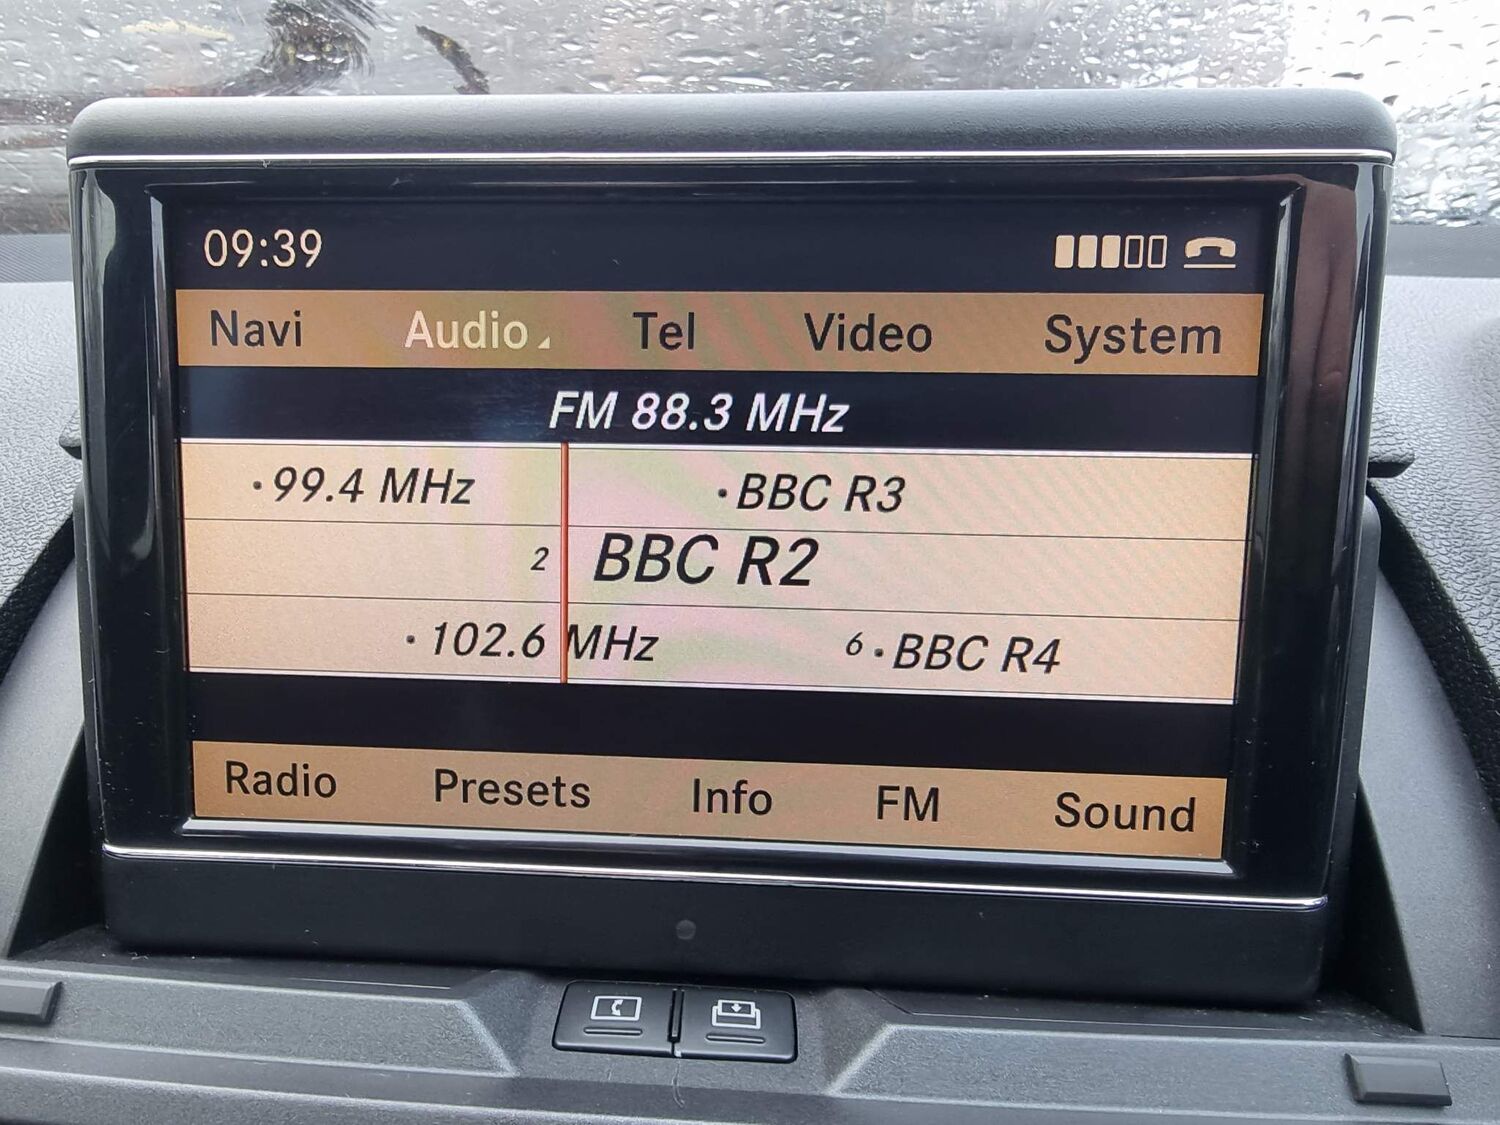 09:39
Navi Audio Tel Video System
FM 88.3 MHz
·99.4 MHz ·BBC R3
2 BBC R2
·102.6 MHz 6·BBC R4
Radio Presets Info FM Sound